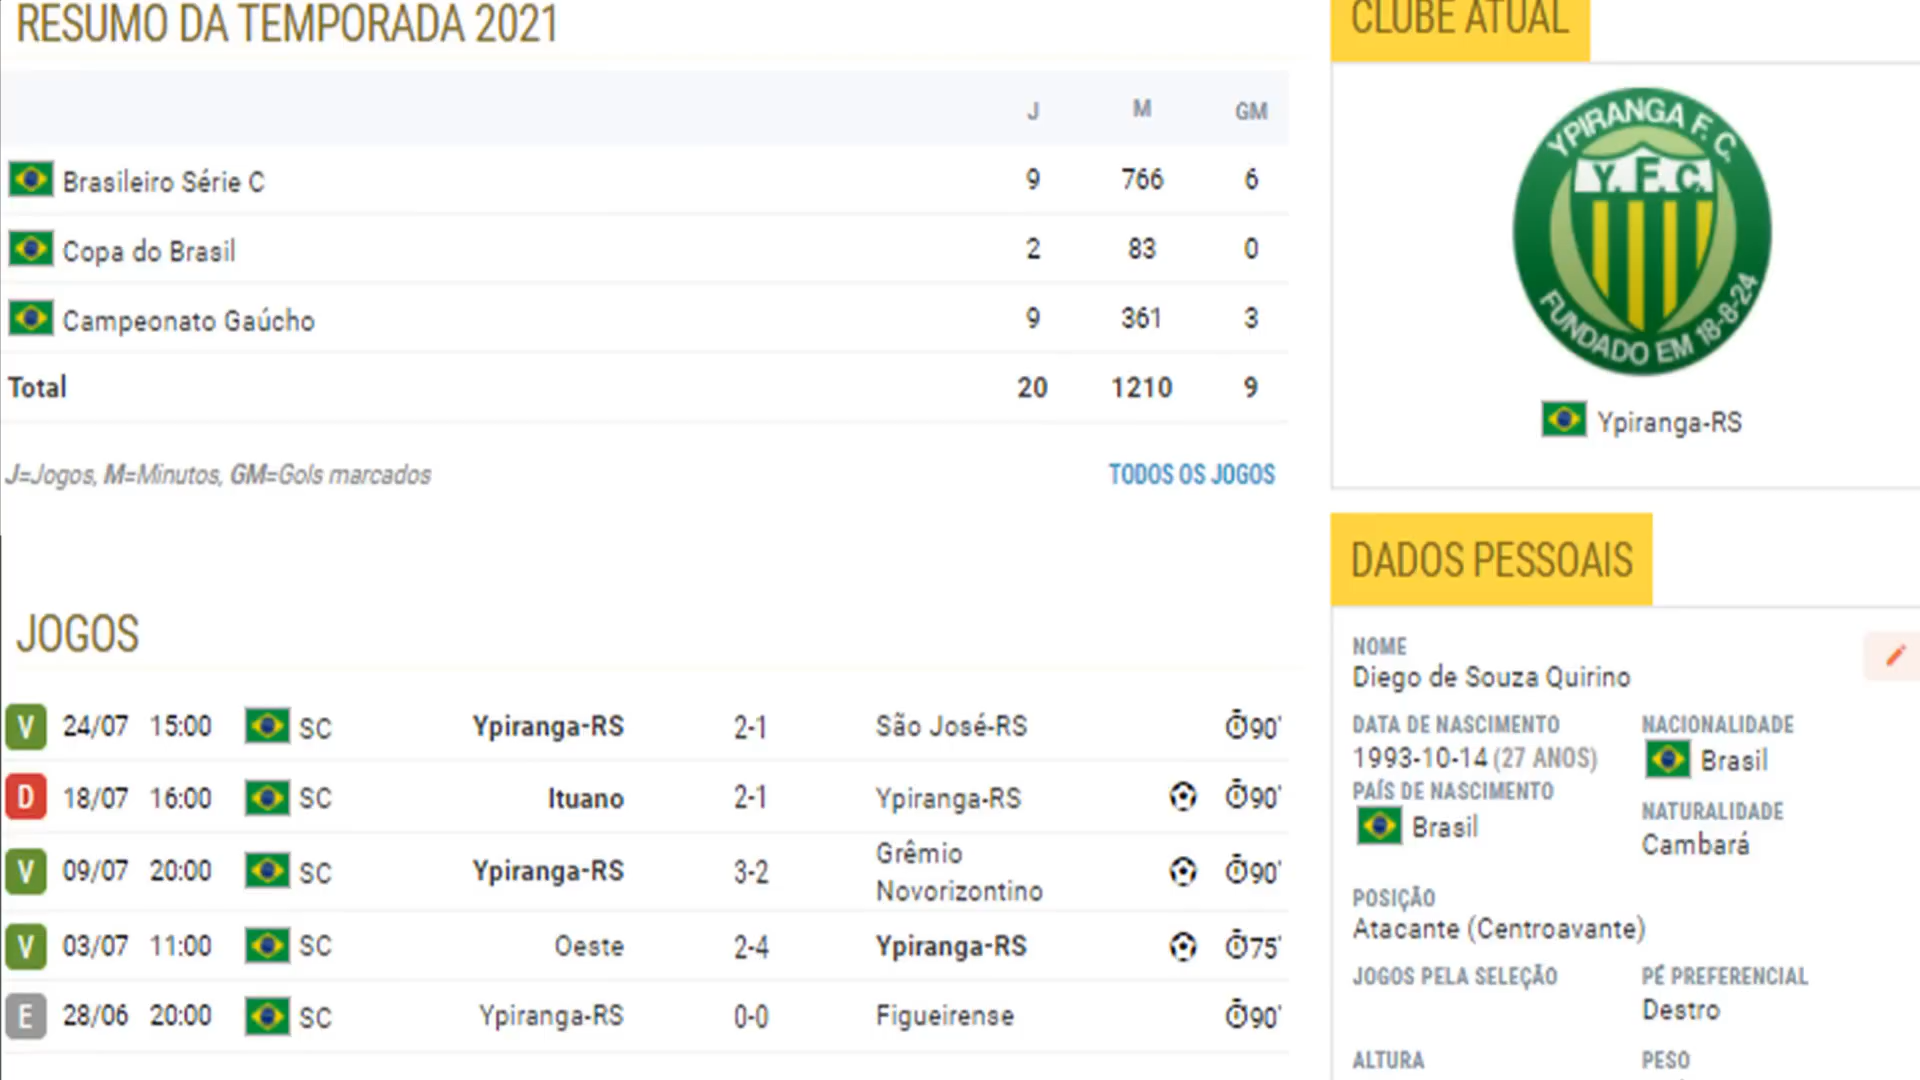 RESUMO DA TEMPORADA 2021
J M GM
Brasileiro Série C 9 766 6
Copa do Brasil 2 83 0
Campeonato Gaúcho 9 361 3
Total 20 1210 9
J=Jogos, M=Minutos, GM=Gols marcados TODOS OS JOGOS
JOGOS
V 24/07 15:00 SC Ypiranga-RS 2-1 São José-RS 90'
D 18/07 16:00 SC Ituano 2-1 Ypiranga-RS 90'
V 09/07 20:00 SC Ypiranga-RS 3-2 Grêmio Novorizontino 90'
V 03/07 11:00 SC Oeste 2-4 Ypiranga-RS 75'
E 28/06 20:00 SC Ypiranga-RS 0-0 Figueirense 90'
CLUBE ATUAL
YPIRANGA F. C.
Y. F. C.
FUNDADO EM 18-8-24
Ypiranga-RS
DADOS PESSOAIS
NOME
Diego de Souza Quirino
DATA DE NASCIMENTO NACIONALIDADE
1993-10-14 (27 ANOS) Brasil
PAÍS DE NASCIMENTO NATURALIDADE
Brasil Cambará
POSIÇÃO
Atacante (Centroavante)
JOGOS PELA SELEÇÃO PÉ PREFERENCIAL
Destro
ALTURA PESO